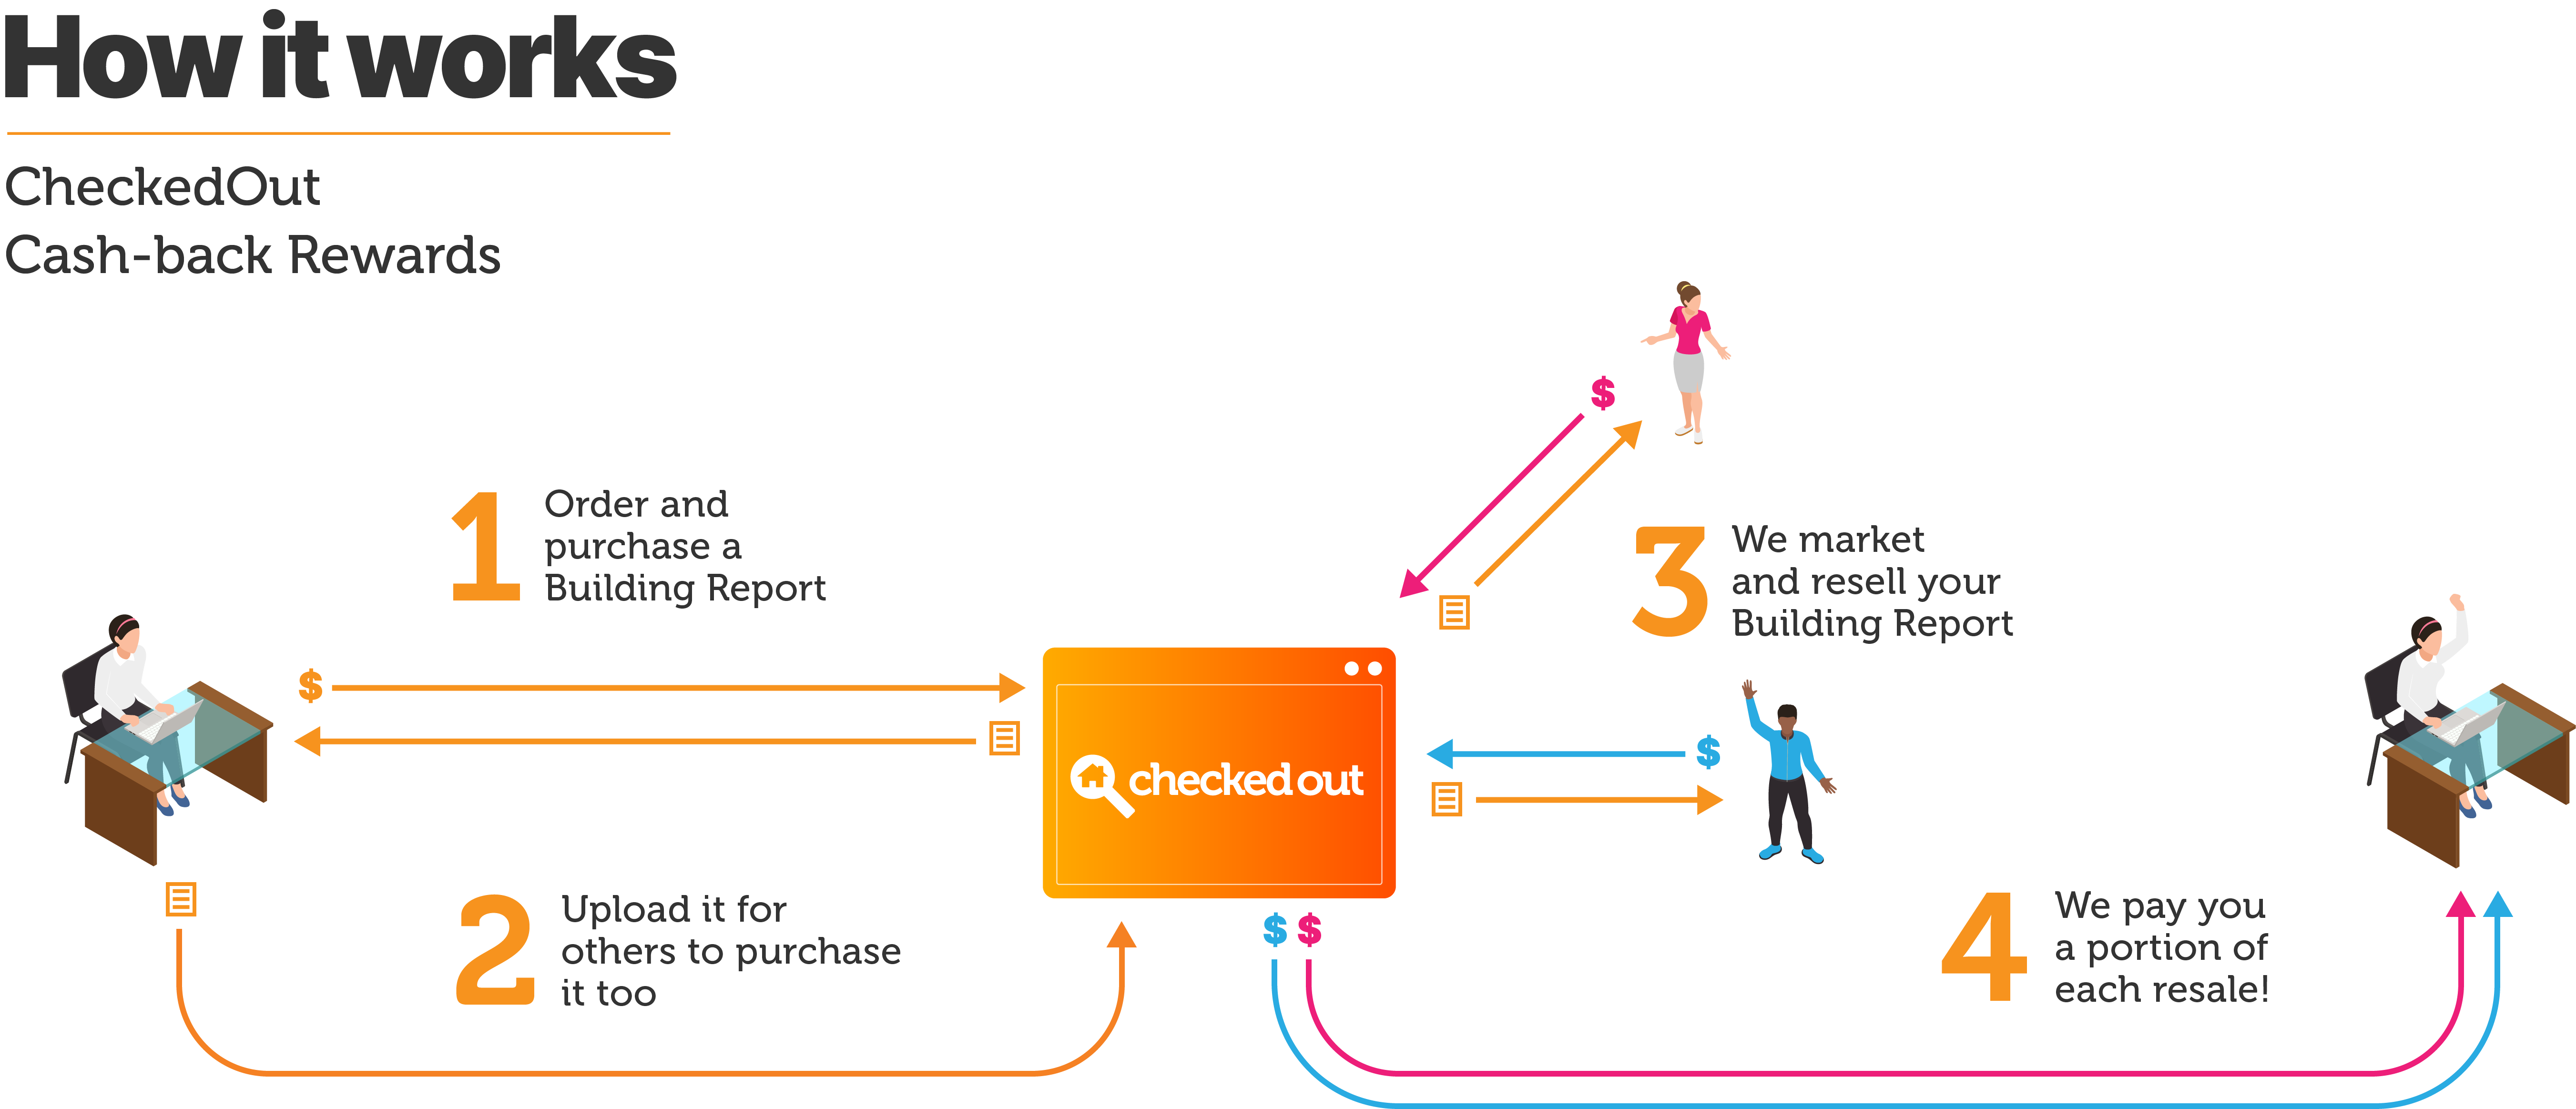 How it works
CheckedOut
Cash-back Rewards
1
Order and
purchase a
Building Report
$
2
Upload it for
others to purchase
it too
checked out
$
3
We market
and resell your
Building Report
$
$ $
4
We pay you
a portion of
each resale!